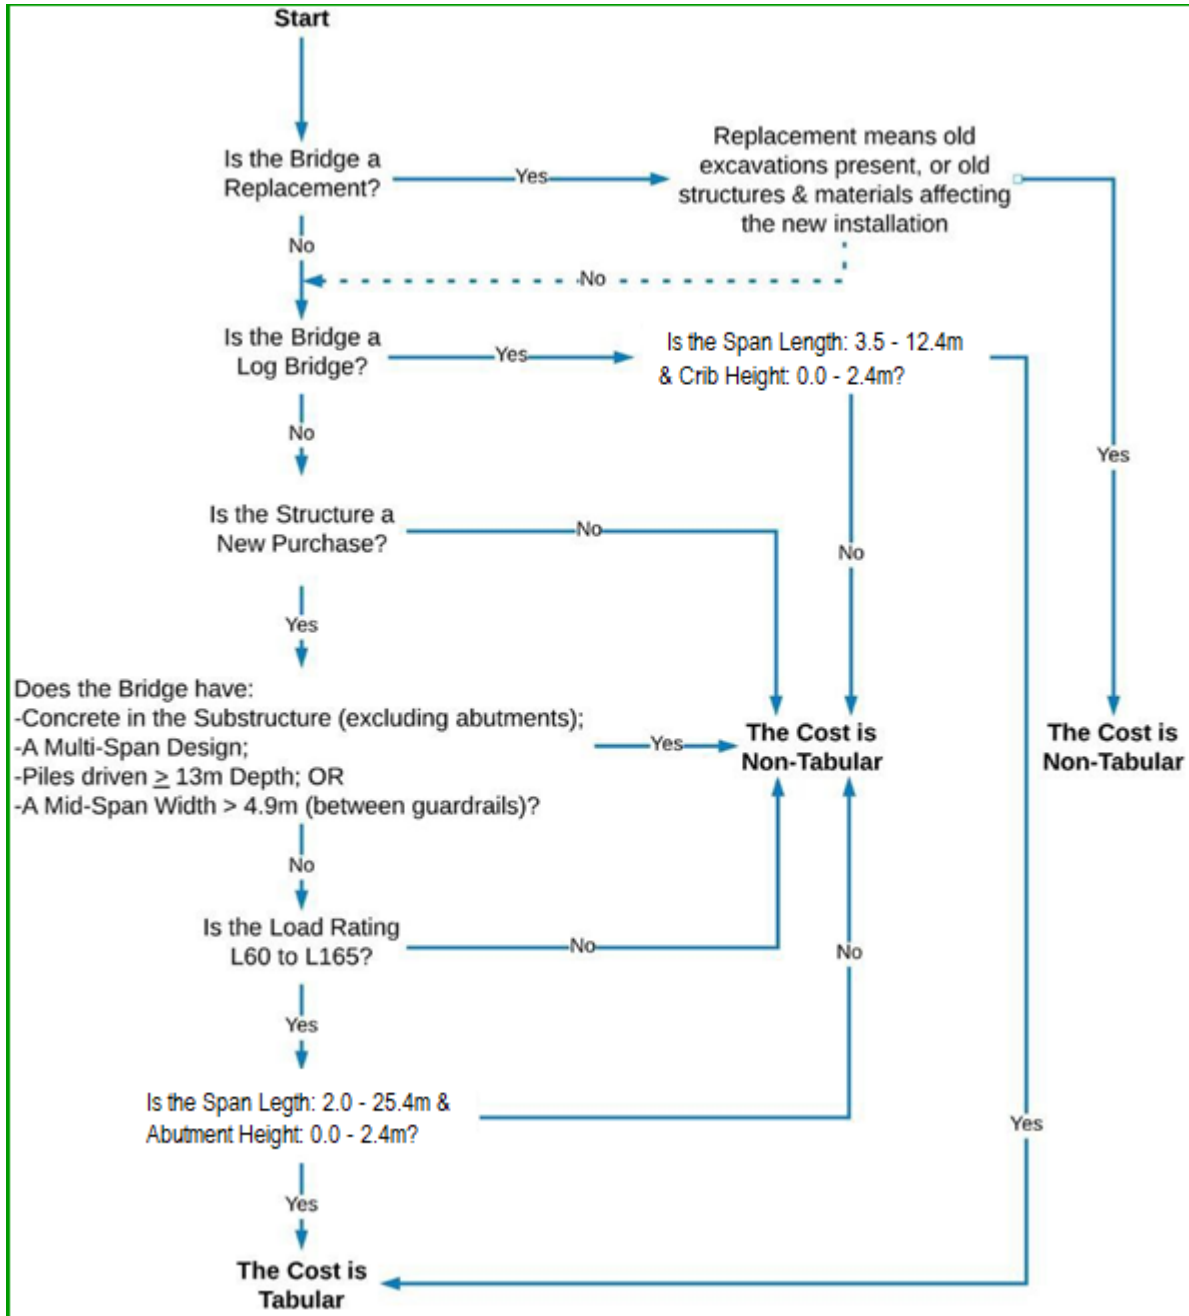 Start
Is the Bridge a
Replacement?
Yes
Replacement means old
excavations present, or old
structures & materials affecting
the new installation
No
No
Is the Bridge a
Log Bridge?
Yes
Is the Span Length: 3.5 - 12.4m
& Crib Height: 0.0 - 2.4m?
No
Yes
Is the Structure a
New Purchase?
No
No
Yes
Does the Bridge have:
-Concrete in the Substructure (excluding abutments);
-A Multi-Span Design;
-Piles driven ≥ 13m Depth; OR
-A Mid-Span Width > 4.9m (between guardrails)?
Yes
The Cost is
Non-Tabular
The Cost is
Non-Tabular
No
Is the Load Rating
L60 to L165?
No
No
Yes
Is the Span Legth: 2.0 - 25.4m &
Abutment Height: 0.0 - 2.4m?
Yes
Yes
The Cost is
Tabular